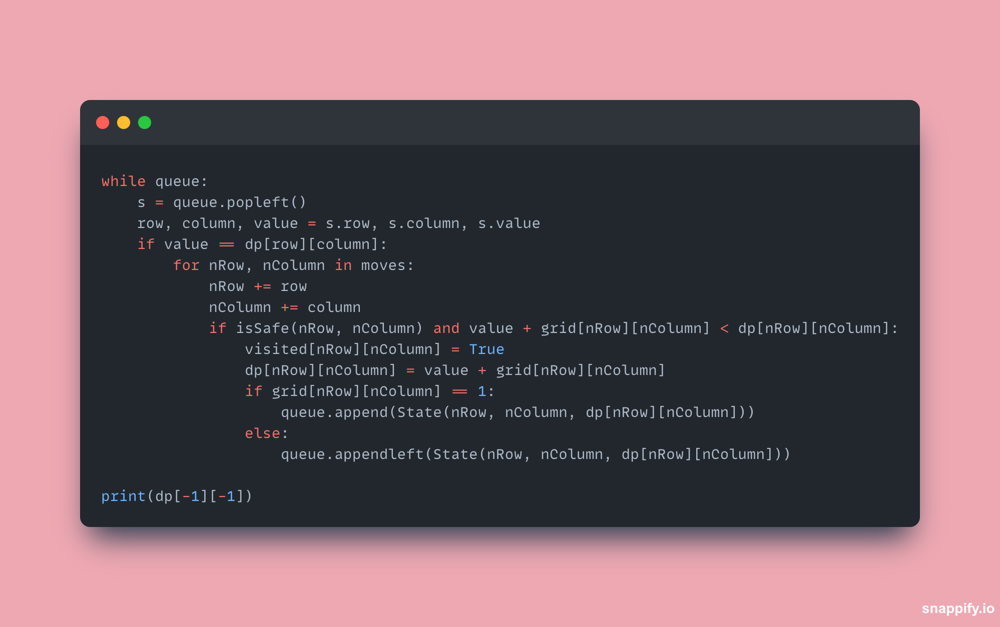 while queue:
    s = queue.popleft()
    row, column, value = s.row, s.column, s.value
    if value == dp[row][column]:
        for nRow, nColumn in moves:
            nRow += row
            nColumn += column
            if isSafe(nRow, nColumn) and value + grid[nRow][nColumn] < dp[nRow][nColumn]:
                visited[nRow][nColumn] = True
                dp[nRow][nColumn] = value + grid[nRow][nColumn]
                if grid[nRow][nColumn] == 1:
                    queue.append(State(nRow, nColumn, dp[nRow][nColumn]))
                else:
                    queue.appendleft(State(nRow, nColumn, dp[nRow][nColumn]))

print(dp[-1][-1])
snappify.io